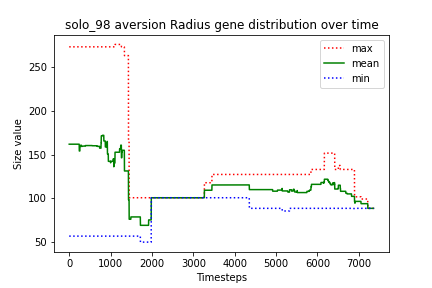 solo_98 aversion Radius gene distribution over time
max
mean
min
Size value
250
200
150
100
50
0
1000
2000
3000
4000
5000
6000
7000
Timesteps